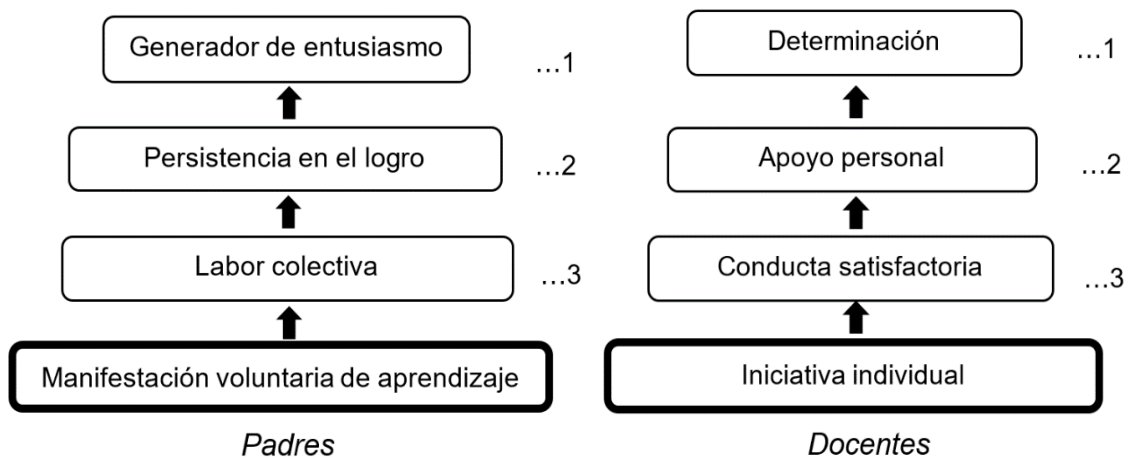 Generador de entusiasmo
...1
Persistencia en el logro
...2
Labor colectiva
...3
Manifestación voluntaria de aprendizaje
Padres
Determinación
...1
Apoyo personal
...2
Conducta satisfactoria
...3
Iniciativa individual
Docentes